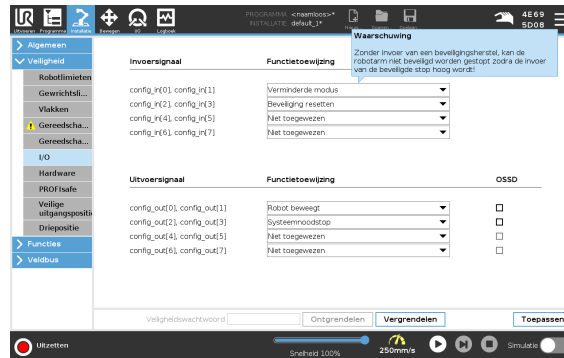 PROGRAMMA <naamloos>*
INSTALLATIE default_1*
4E69
5D08
Uitvoeren Programma Installatie Bewegen I/O Logboek
Waarschuwing
Zonder invoer van een beveiligingsherstel, kan de
robotarm niet beveiligd worden gestopt zodra de invoer
van de beveiligde stop hoog wordt!
Algemeen
Veiligheid
Robotlimieten
Gewrichtsli...
Vlakken
Gereedscha...
Gereedscha...
I/O
Hardware
PROFIsafe
Veilige
uitgangspositi
Driepositie
Functies
Veldbus
Invoersignaal Functietoewijzing
config_in[0], config_in[1] Verminderde modus
config_in[2], config_in[3] Beveiliging resetten
config_in[4], config_in[5] Niet toegewezen
config_in[6], config_in[7] Niet toegewezen
Uitvoersignaal Functietoewijzing OSSD
config_out[0], config_out[1] Robot beweegt
config_out[2], config_out[3] Systeemnoodstop
config_out[4], config_out[5] Niet toegewezen
config_out[6], config_out[7] Niet toegewezen
Veiligheidswachtwoord Ontgrendelen Vergrendelen Toepassen
Uitzetten
Snelheid 100%
250mm/s
Simulatie